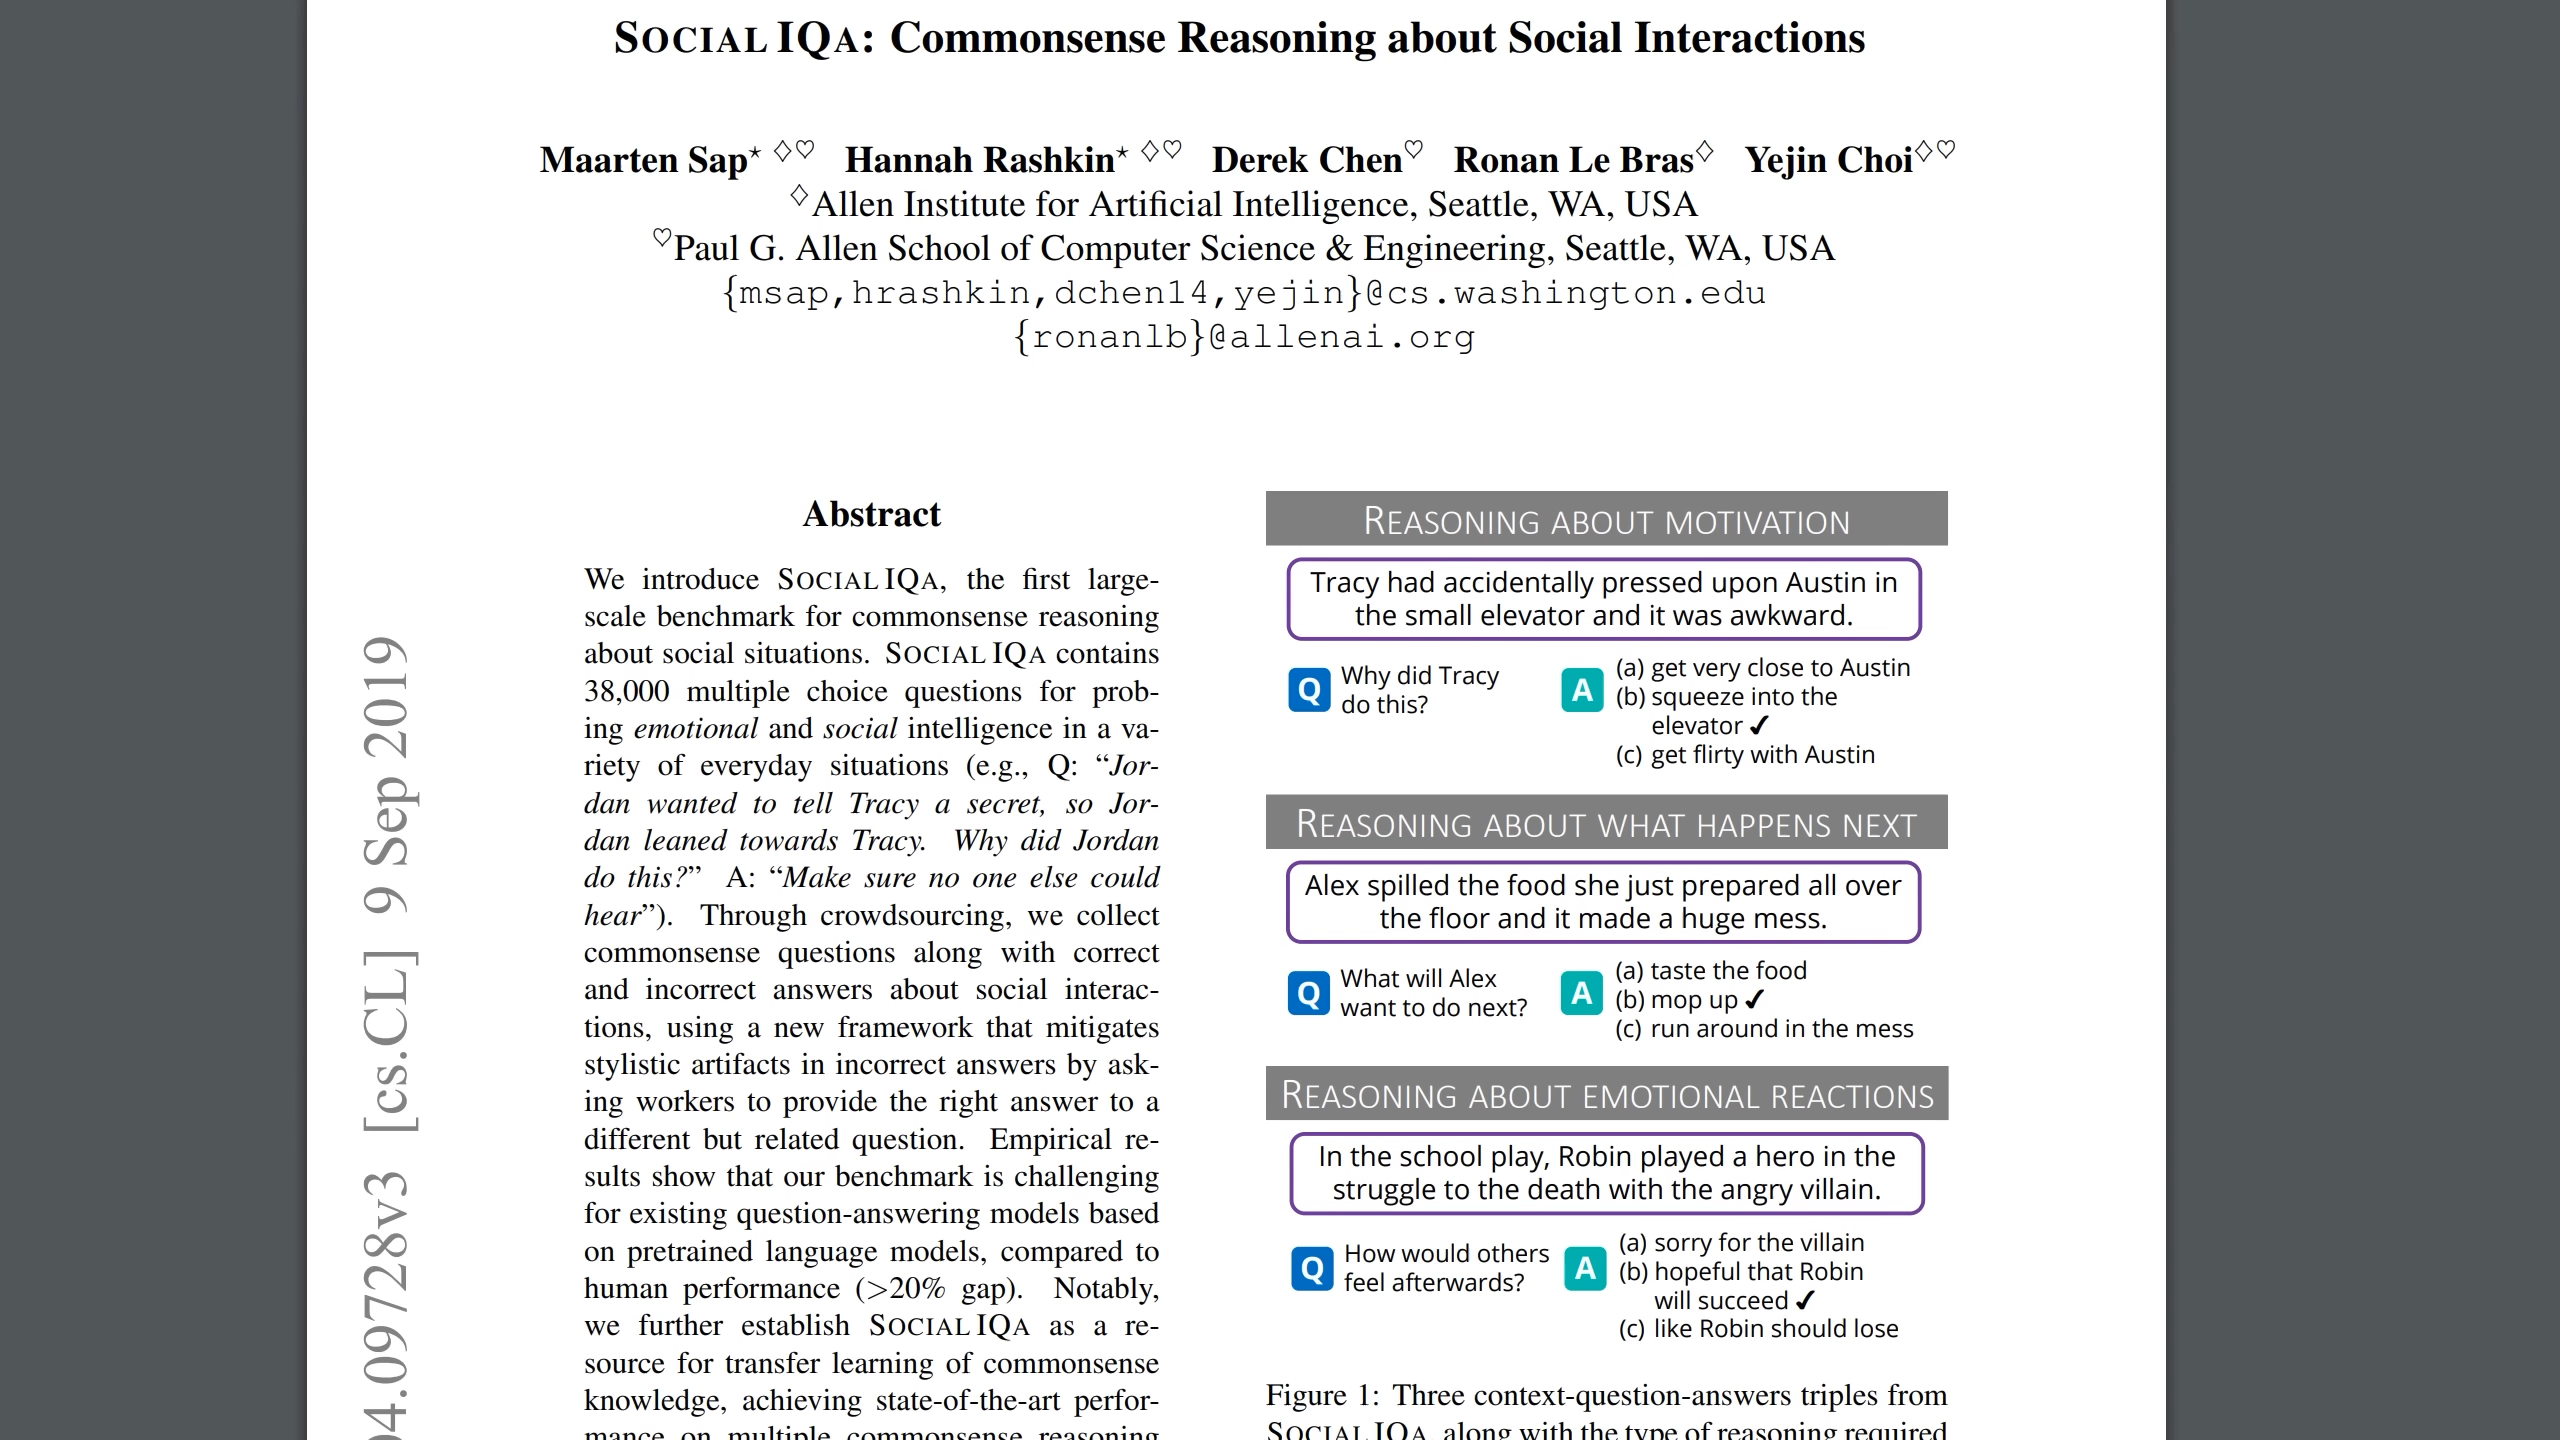 SOCIAL IQA: Commonsense Reasoning about Social Interactions
Maarten Sap⋆ ♢♡ Hannah Rashkin⋆ ♢♡ Derek Chen♡ Ronan Le Bras♢ Yejin Choi♢♡
♢Allen Institute for Artificial Intelligence, Seattle, WA, USA
♡Paul G. Allen School of Computer Science & Engineering, Seattle, WA, USA
{msap,hrashkin,dchen14,yejin}@cs.washington.edu
{ronanlb}@allenai.org
04.09728v3 [cs.CL] 9 Sep 2019
Abstract
We introduce SOCIAL IQA, the first large-
scale benchmark for commonsense reasoning
about social situations. SOCIAL IQA contains
38,000 multiple choice questions for prob-
ing emotional and social intelligence in a va-
riety of everyday situations (e.g., Q: “Jor-
dan wanted to tell Tracy a secret, so Jor-
dan leaned towards Tracy. Why did Jordan
do this?” A: “Make sure no one else could
hear”). Through crowdsourcing, we collect
commonsense questions along with correct
and incorrect answers about social interac-
tions, using a new framework that mitigates
stylistic artifacts in incorrect answers by ask-
ing workers to provide the right answer to a
different but related question. Empirical re-
sults show that our benchmark is challenging
for existing question-answering models based
on pretrained language models, compared to
human performance (>20% gap). Notably,
we further establish SOCIAL IQA as a re-
source for transfer learning of commonsense
knowledge, achieving state-of-the-art perfor-
mance on multiple commonsense reasoning
REASONING ABOUT MOTIVATION
Tracy had accidentally pressed upon Austin in
the small elevator and it was awkward.
Q Why did Tracy
do this?
A (a) get very close to Austin
(b) squeeze into the
elevator ✔
(c) get flirty with Austin
REASONING ABOUT WHAT HAPPENS NEXT
Alex spilled the food she just prepared all over
the floor and it made a huge mess.
Q What will Alex
want to do next?
A (a) taste the food
(b) mop up ✔
(c) run around in the mess
REASONING ABOUT EMOTIONAL REACTIONS
In the school play, Robin played a hero in the
struggle to the death with the angry villain.
Q How would others
feel afterwards?
A (a) sorry for the villain
(b) hopeful that Robin
will succeed ✔
(c) like Robin should lose
Figure 1: Three context-question-answers triples from
SOCIAL IQA, along with the type of reasoning required